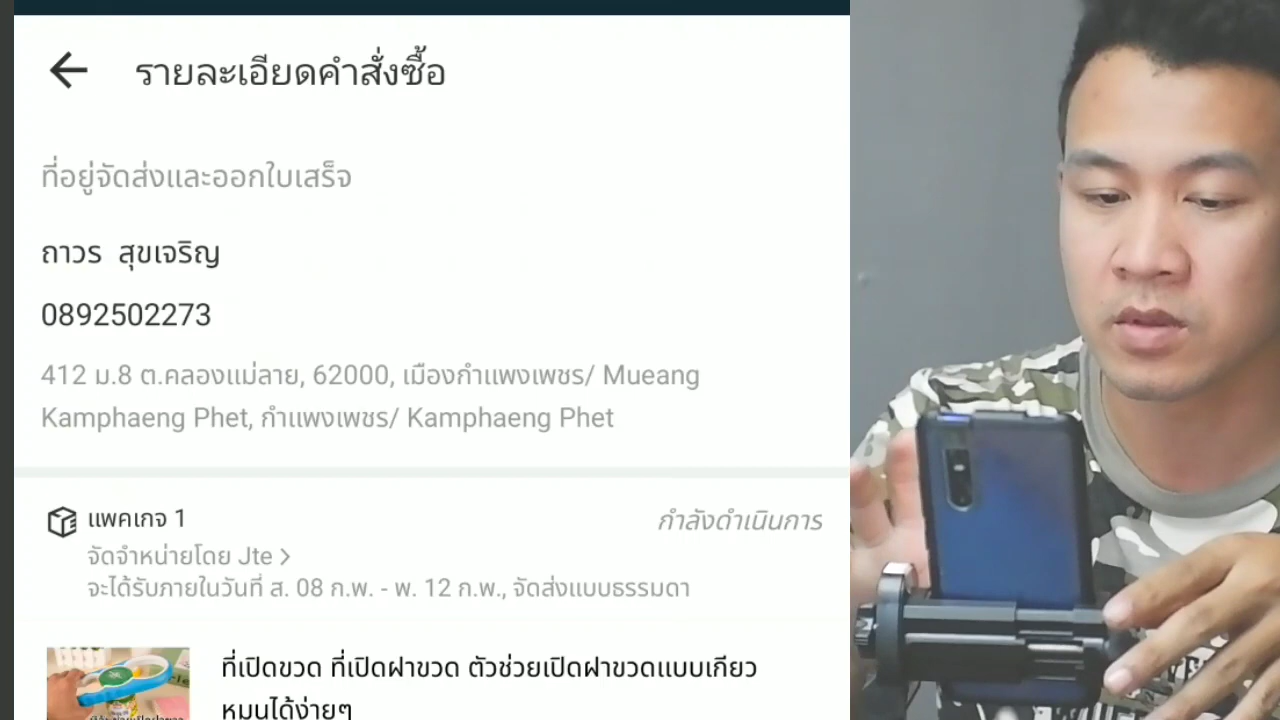 รายละเอียดคำสั่งซื้อ
ที่อยู่จัดส่งและออกใบเสร็จ
ถาวร สุขเจริญ
0892502273
412 ม.8 ต.คลองแม่ลาย, 62000, เมืองกำแพงเพชร/ Mueang
Kamphaeng Phet, กำแพงเพชร/ Kamphaeng Phet
แพคเกจ 1
กำลังดำเนินการ
จัดจำหน่ายโดย Jte >
จะได้รับภายในวันที่ ส. 08 ก.พ. - พ. 12 ก.พ., จัดส่งแบบธรรมดา
ที่เปิดขวด ที่เปิดฝาขวด ตัวช่วยเปิดฝาขวดแบบเกียว
หมุนได้ง่ายๆ